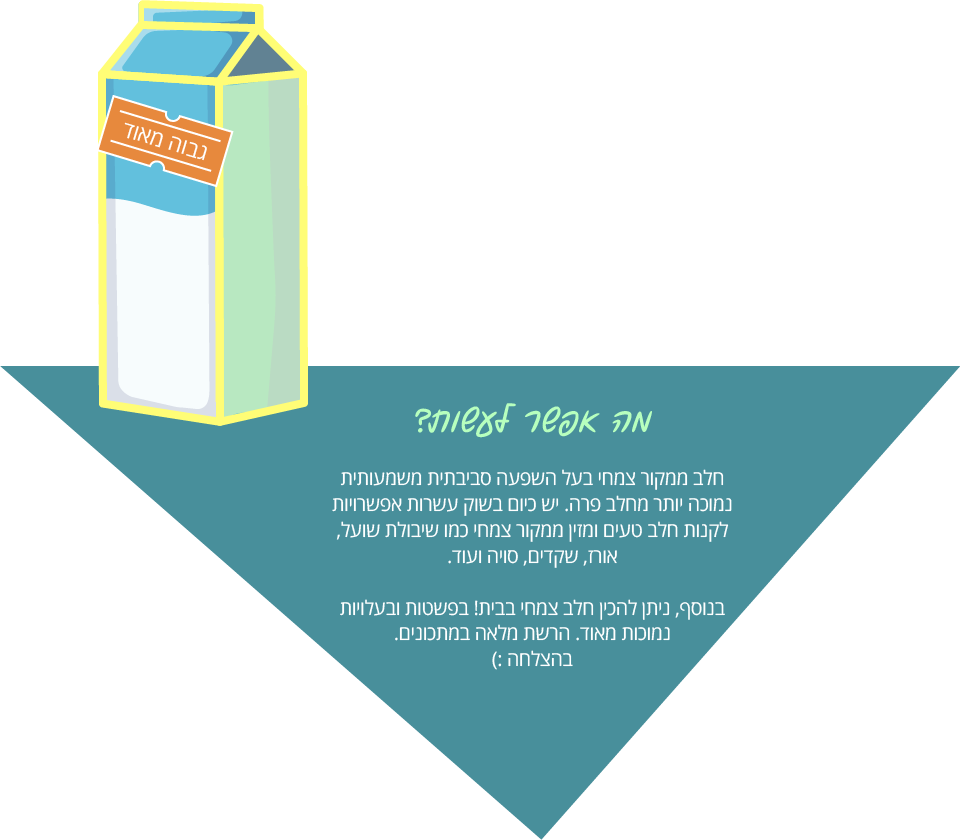 גבוה מאוד
מה אפשר לעשות?
חלב ממקור צמחי בעל השפעה סביבתית משמעותית
נמוכה יותר מחלב פרה. יש כיום בשוק עשרות אפשרויות
לקנות חלב טעים ומזין ממקור צמחי כמו שיבולת שועל,
אורז, שקדים, סויה ועוד.
בנוסף, ניתן להכין חלב צמחי בבית! בפשטות ובעלויות
נמוכות מאוד. הרשת מלאה במתכונים.
בהצלחה :)